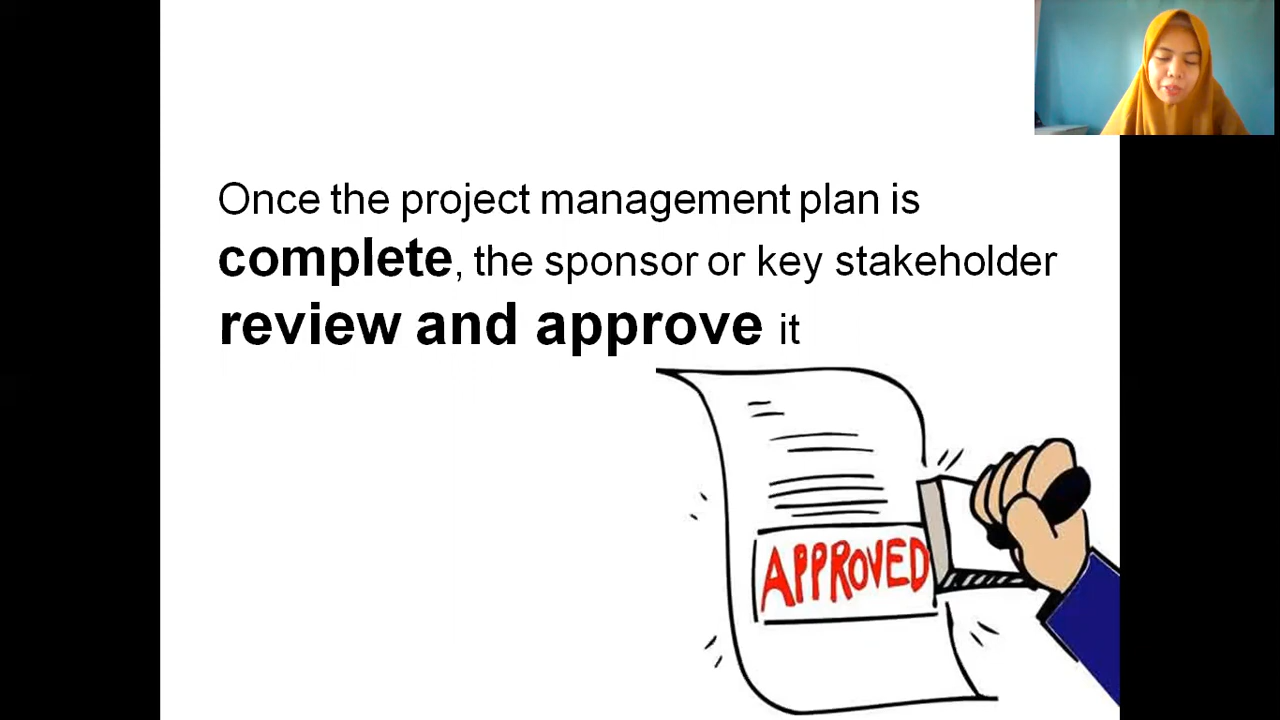 Once the project management plan is
complete, the sponsor or key stakeholder
review and approve it
APPROVED